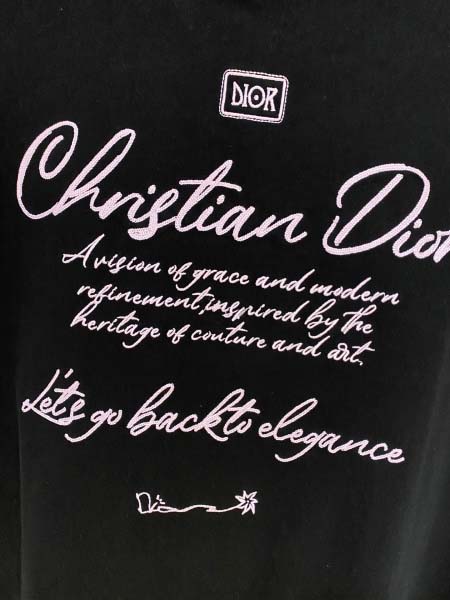 DIOR
Christian Dior
A vision of grace and modern
refinement, inspired by the
heritage of couture and art.
Let's go back to elegance
Dio